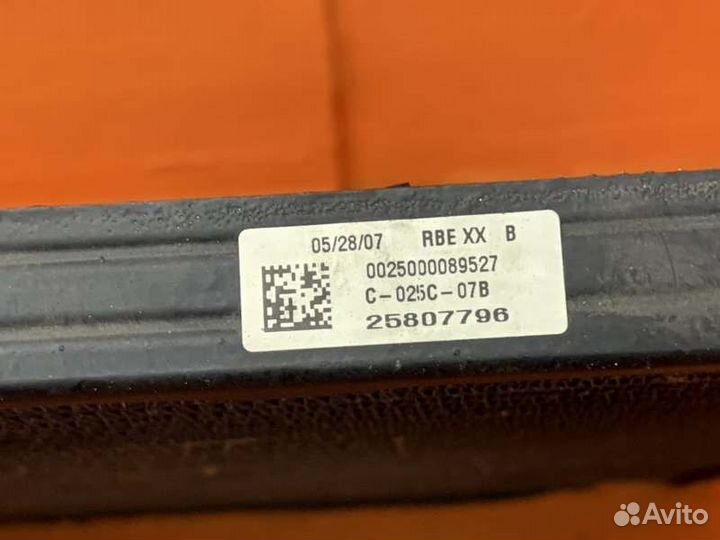 05/28/07 RBE XX B
0025000089527
C-025C-07B
25807796
Avito